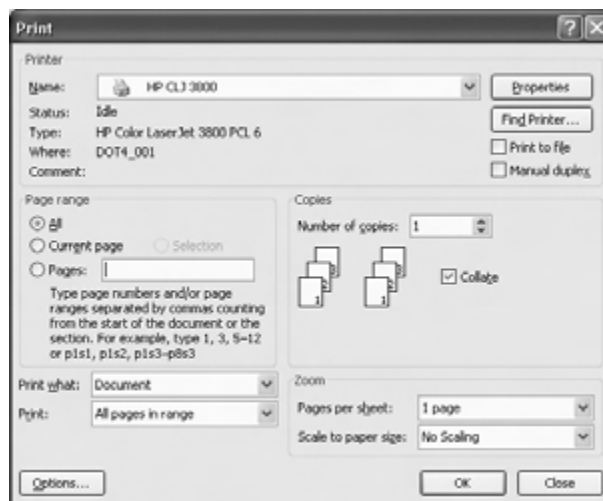 Print
Printer
Name: HP CLJ 3800
Properties
Status: Idle
Find Printer...
Type: HP Color LaserJet 3800 PCL 6
Where: DOT4_001
Print to file
Comment:
Manual duplex
Page range
All
Current page Selection
Pages:
Type page numbers and/or page
ranges separated by commas counting
from the start of the document or the
section. For example, type 1, 3, 5–12
or p1s1, p1s2, p1s3–p8s3
Copies
Number of copies: 1
Collate
Print what: Document
Print: All pages in range
Zoom
Pages per sheet: 1 page
Scale to paper size: No Scaling
Options...
OK
Close